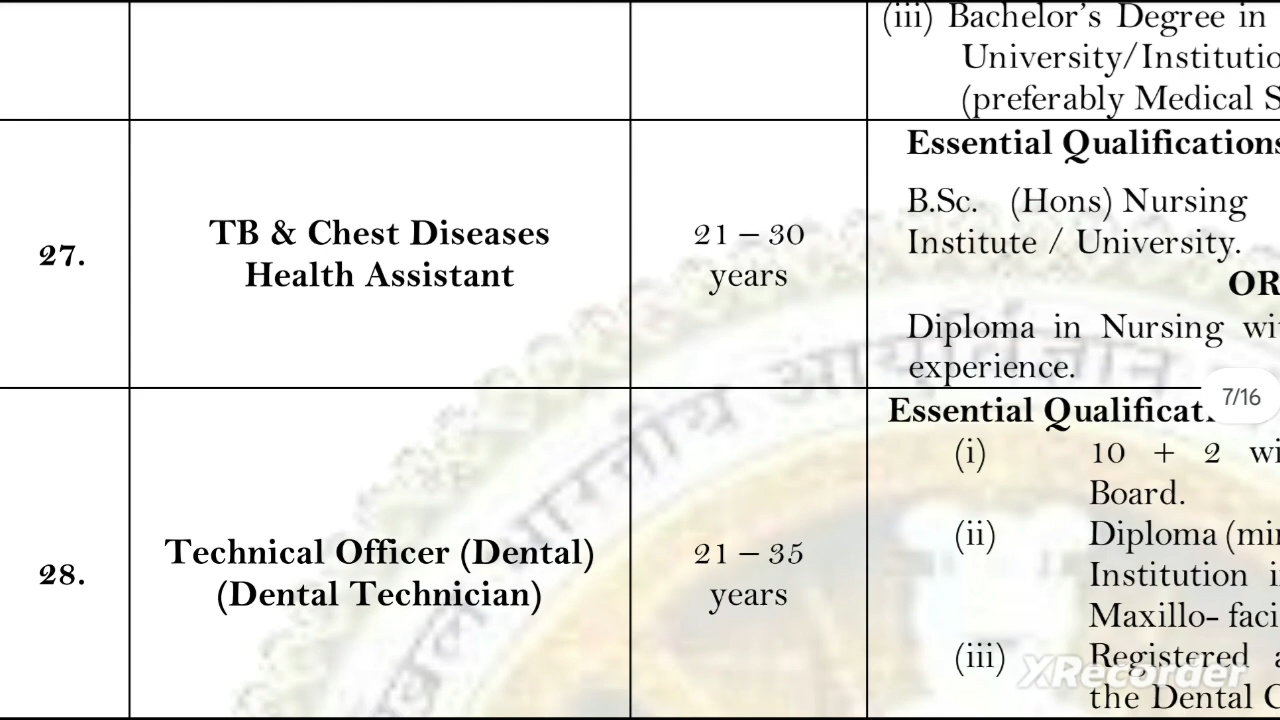 (iii) Bachelor's Degree in
University/Institutio
(preferably Medical S
27.
TB & Chest Diseases
Health Assistant
21 – 30
years
Essential Qualifications
B.Sc. (Hons) Nursing
Institute / University.
OR
Diploma in Nursing wi
experience.
28.
Technical Officer (Dental)
(Dental Technician)
21 – 35
years
Essential Qualificat
7/16
(i) 10 + 2 wi
Board.
(ii) Diploma (min
Institution i
Maxillo- faci
(iii) Registered a
the Dental C
XRecorder